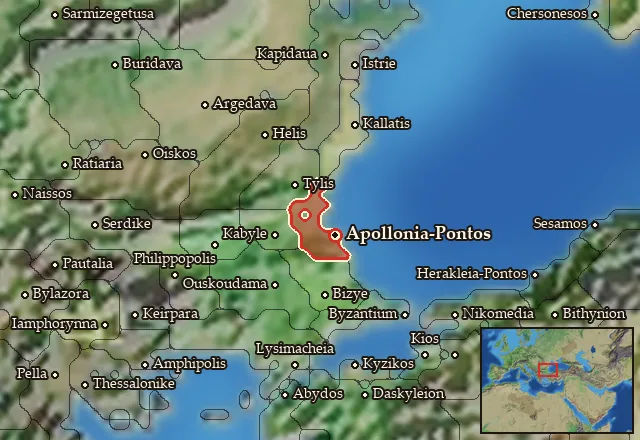 Sarmizegetusa
Chersonesos
Kapidaua
Buridava
Istrie
Argedava
Kallatis
Helis
Oiskos
Ratiaria
Tylis
Naissos
Serdike
Kabyle
Apollonia-Pontos
Sesamos
Philippopolis
Pautalia
Herakleia-Pontos
Ouskoudama
Bylazora
Bizye
Keirpara
Byzantium
Nikomedia
Bithynion
Iamphorynna
Kios
Lysimacheia
Amphipolis
Kyzikos
Pella
Thessalonike
Abydos
Daskyleion